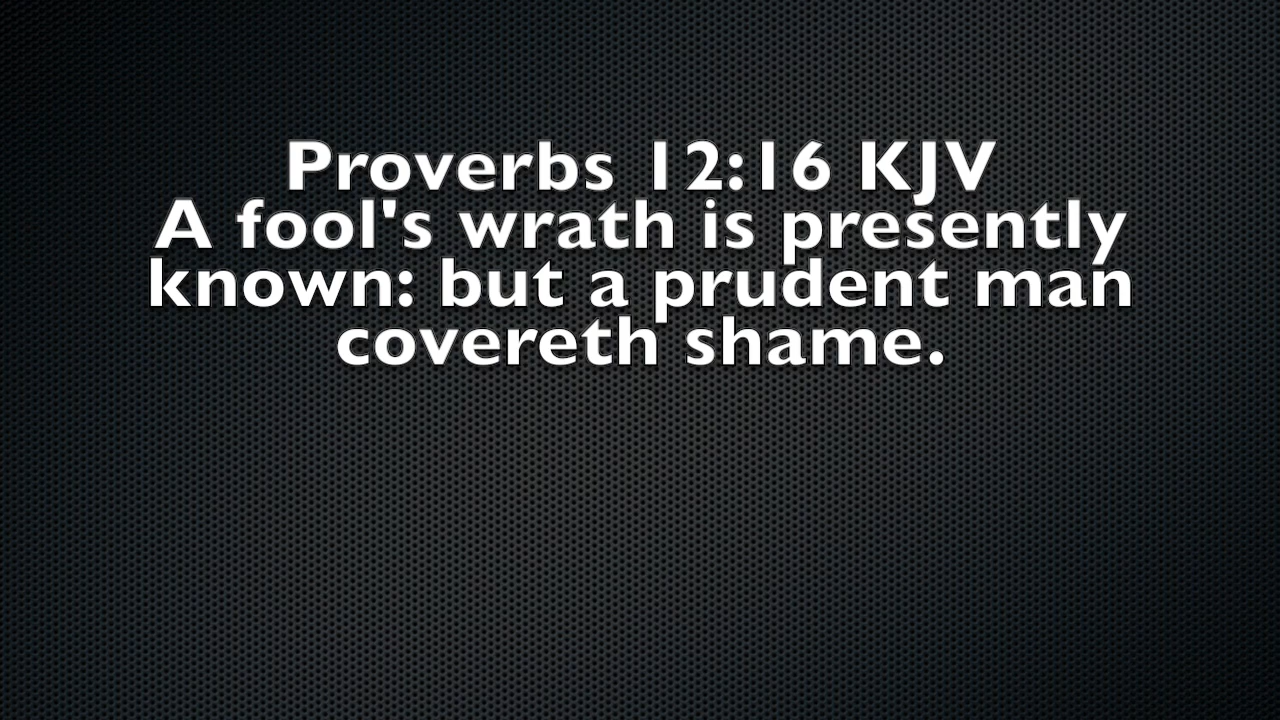 Proverbs 12:16 KJV
A fool's wrath is presently
known: but a prudent man
covereth shame.